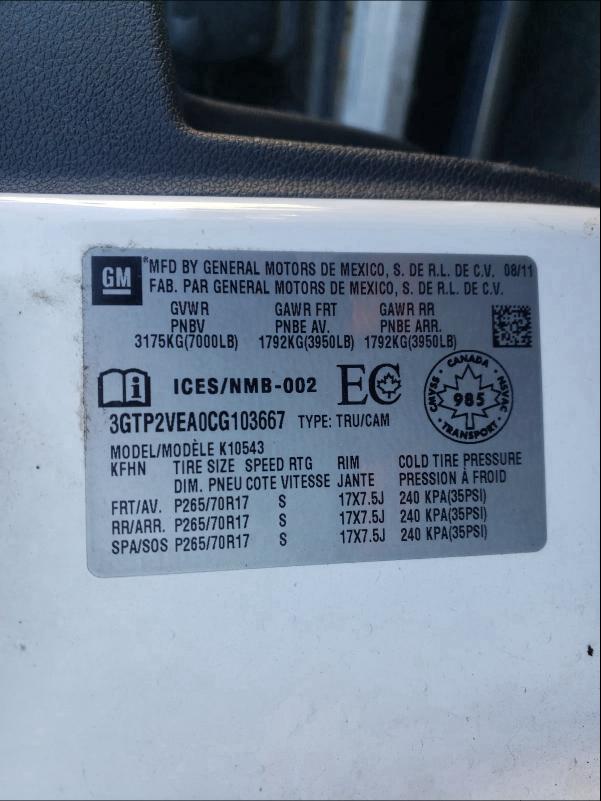 GM *MFD BY GENERAL MOTORS DE MEXICO, S. DE R.L. DE C.V. 08/11
FAB. PAR GENERAL MOTORS DE MEXICO, S. DE R.L. DE C.V.
GVWR GAWR FRT GAWR RR
PNBV PNBE AV. PNBE ARR.
3175KG(7000LB) 1792KG(3950LB) 1792KG(3950LB)
ICES/NMB-002 EC
CANADA
CMVSS 985 NSVAC
TRANSPORT
3GTP2VEA0CG103667 TYPE: TRU/CAM
MODEL/MODÈLE K10543
KFHN TIRE SIZE SPEED RTG RIM COLD TIRE PRESSURE
DIM. PNEU COTE VITESSE JANTE PRESSION À FROID
FRT/AV. P265/70R17 S 17X7.5J 240 KPA(35PSI)
RR/ARR. P265/70R17 S 17X7.5J 240 KPA(35PSI)
SPA/SOS P265/70R17 S 17X7.5J 240 KPA(35PSI)